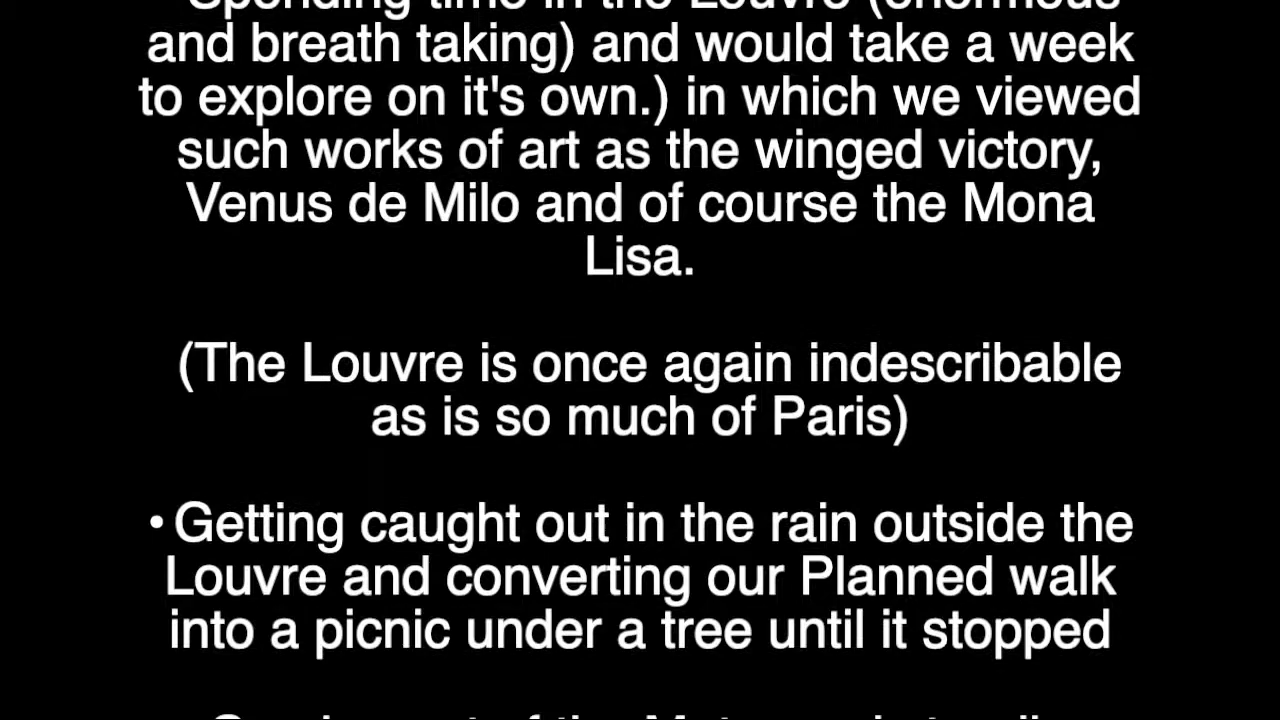 Spending time in the Louvre (enormous
and breath taking) and would take a week
to explore on it's own.) in which we viewed
such works of art as the winged victory,
Venus de Milo and of course the Mona
Lisa.
(The Louvre is once again indescribable
as is so much of Paris)
• Getting caught out in the rain outside the
Louvre and converting our Planned walk
into a picnic under a tree until it stopped